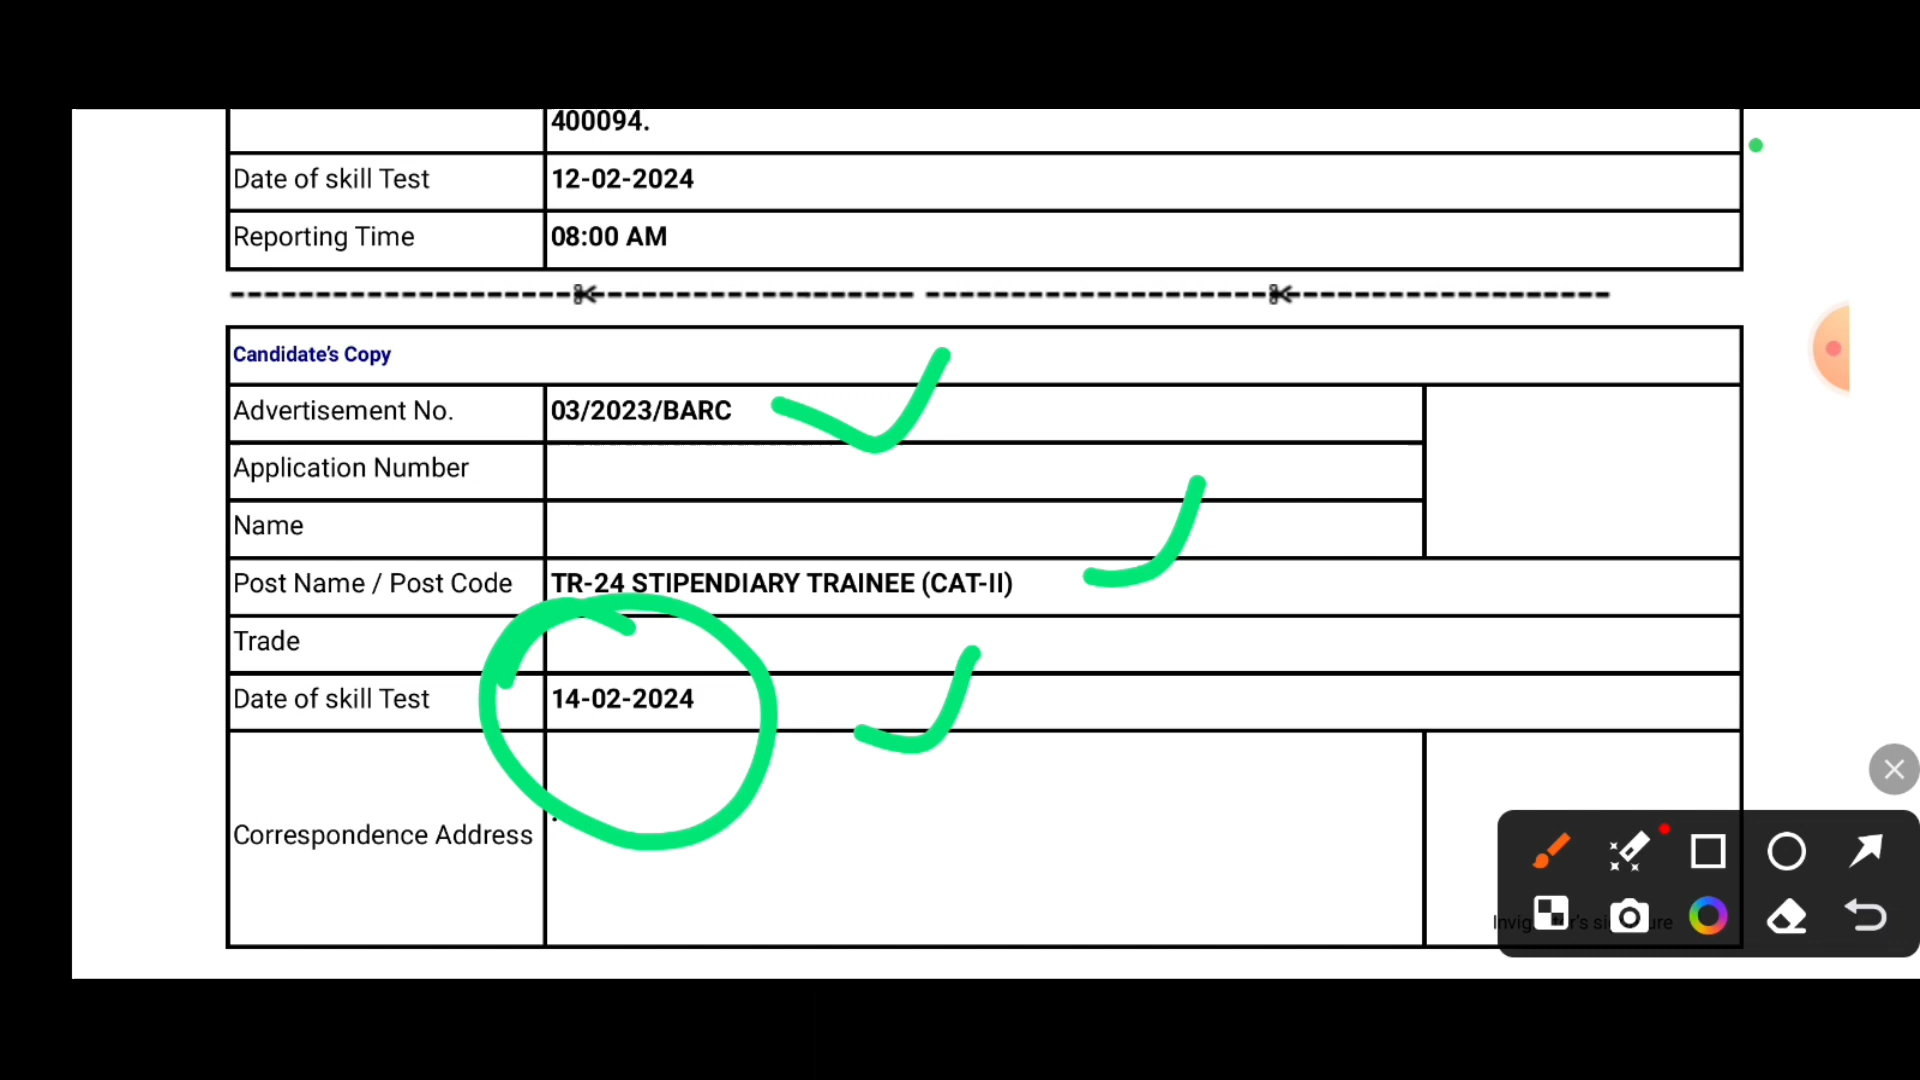 400094.
Date of skill Test 12-02-2024
Reporting Time 08:00 AM
Candidate's Copy
Advertisement No. 03/2023/BARC
Application Number
Name
Post Name / Post Code TR-24 STIPENDIARY TRAINEE (CAT-II)
Trade
Date of skill Test 14-02-2024
Correspondence Address